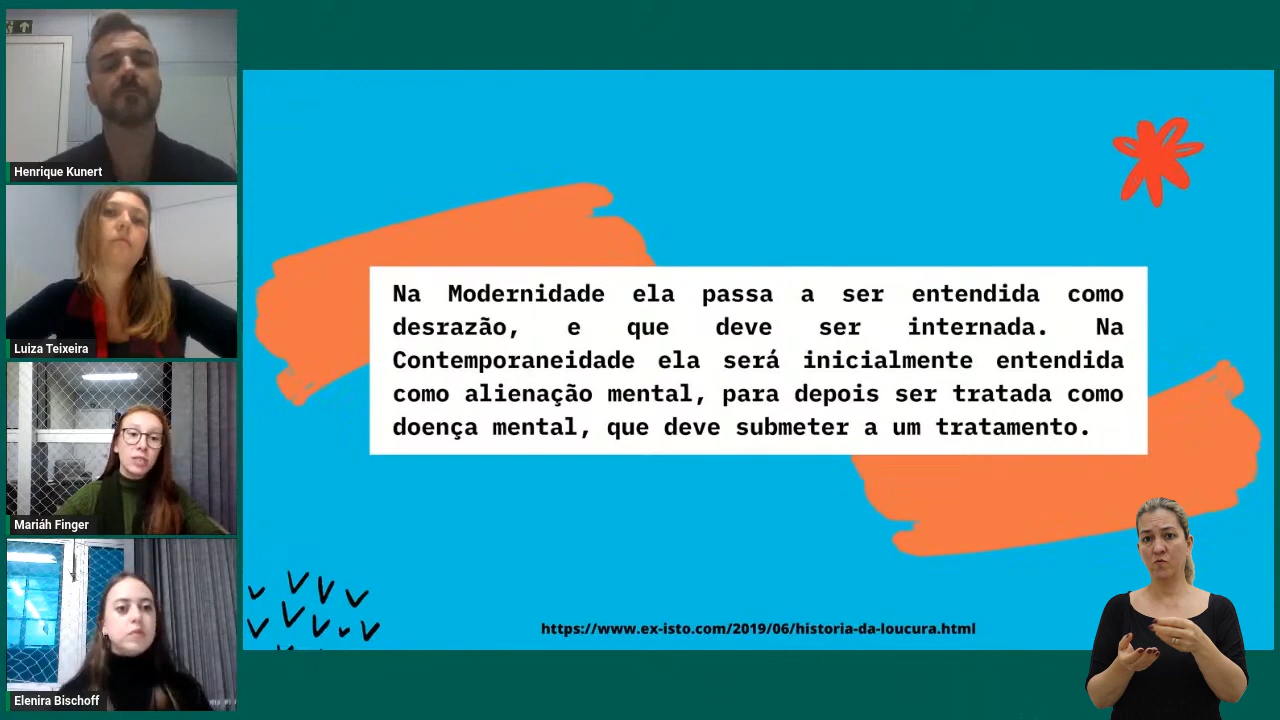 Henrique Kunert
Luiza Teixeira
Mariáh Finger
Elenira Bischoff
Na Modernidade ela passa a ser entendida como
desrazão, e que deve ser internada. Na
Contemporaneidade ela será inicialmente entendida
como alienação mental, para depois ser tratada como
doença mental, que deve submeter a um tratamento.
https://www.ex-isto.com/2019/06/historia-da-loucura.html